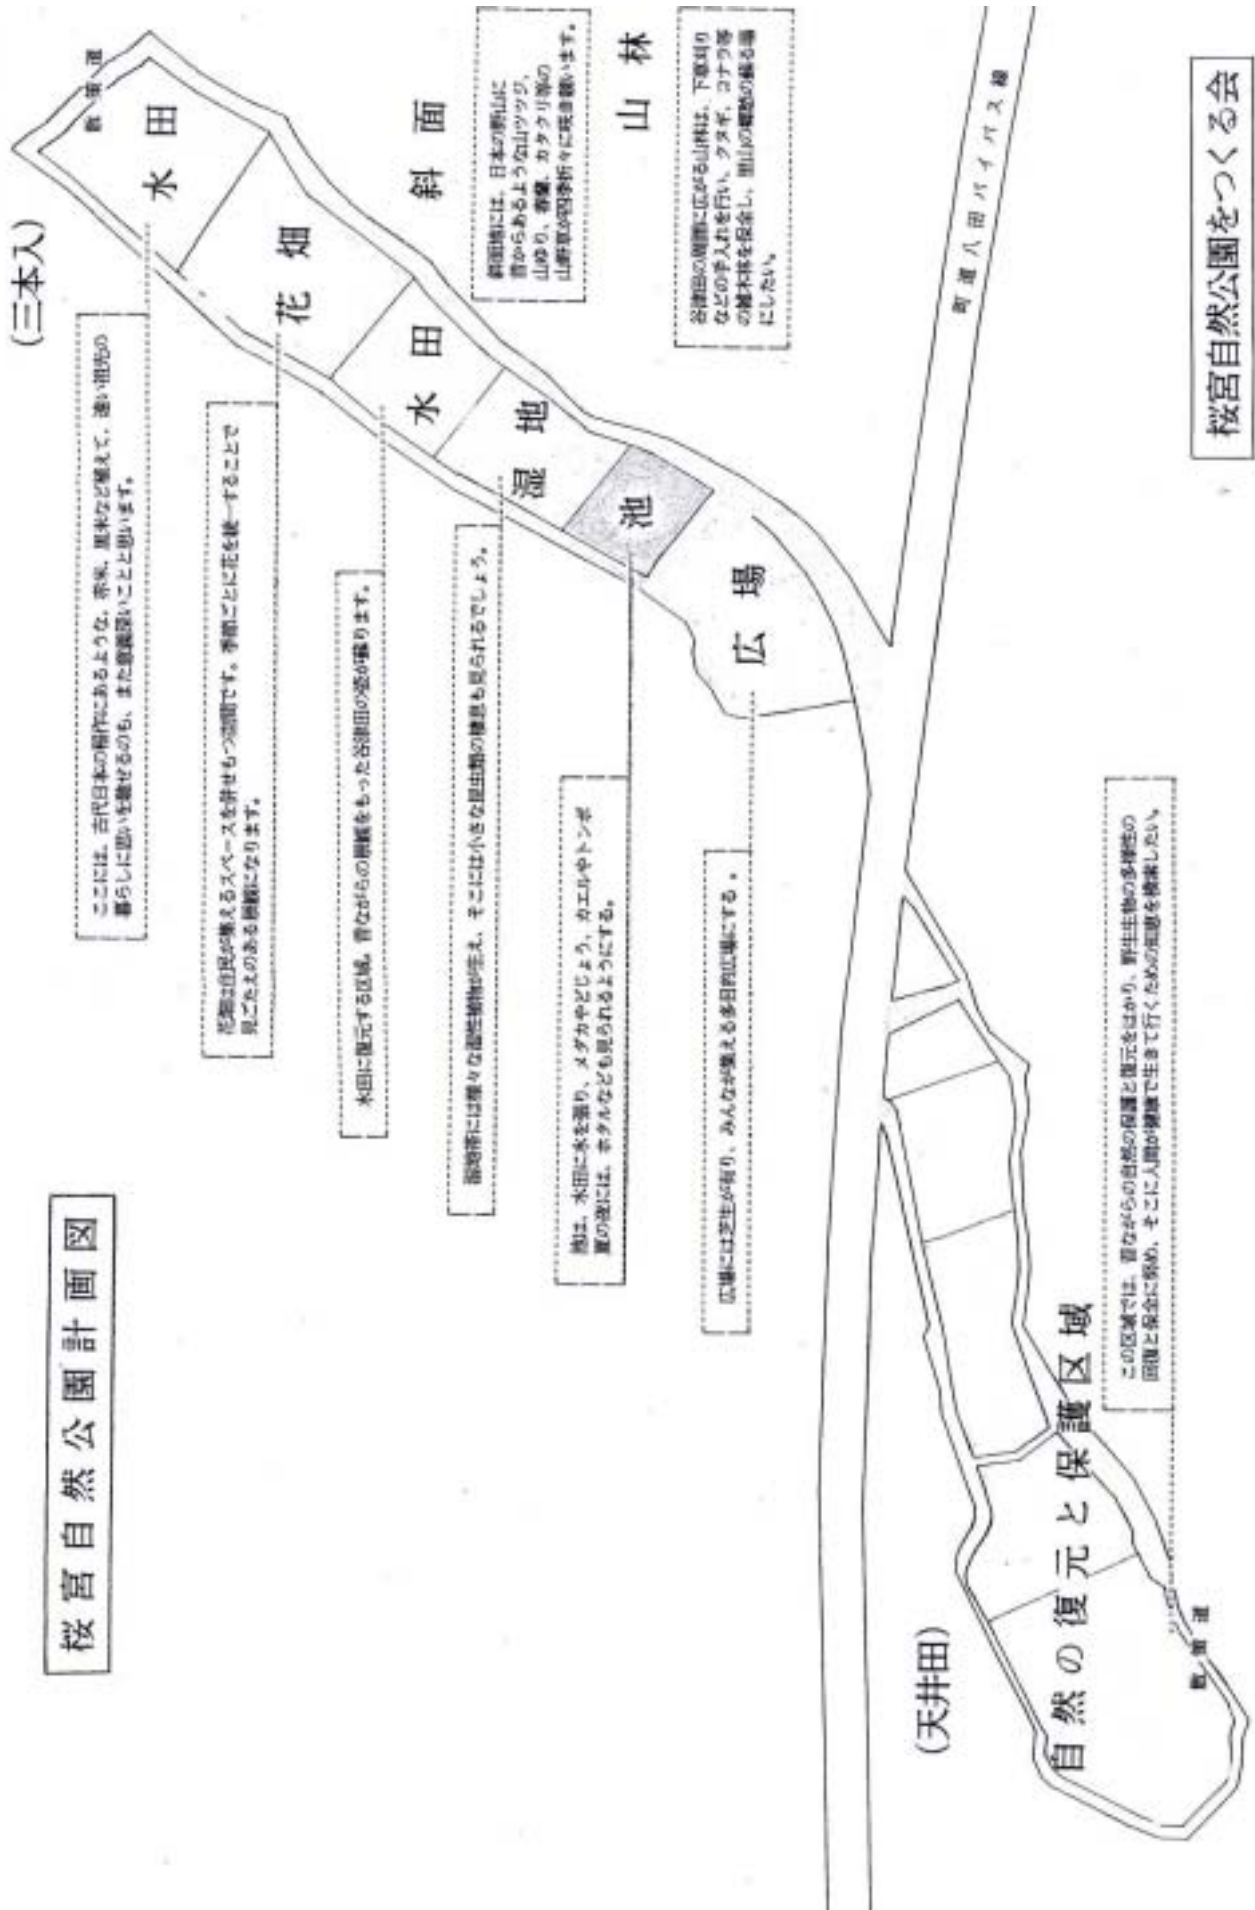 桜宮自然公園計画図
(三本入)
散策道
水田
ここには、古代日本の稲作にあるような、赤米、黒米など植えて、遠い祖先の
暮らしに思いを馳せるのも、また意義深いことと思います。
花畑
花畑は住民が集えるスペースを併せもつ空間です。季節ごとに花を統一することで
見ごたえのある景観になります。
水田
水田に復元する区域。昔ながらの景観をもった谷津田の姿が蘇ります。
湿地
湿地帯には様々な湿性植物が生え、そこには小さな昆虫類の棲息も見られるでしょう。
池
池は、水田に水を張り、メダカやどじょう、カエルやトンボ
夏の夜には、ホタルなども見られるようにする。
広場
広場には芝生が有り、みんなが集える多目的広場にする。
斜面
斜面地には、日本の野山に
昔からあるような山ツツジ、
山ゆり、春蘭、カタクリ等の
山野草が四季折々に咲き競います。
山林
谷津田の周囲に広がる山林は、下草刈り
などの手入れを行い、クヌギ、コナラ等
の雑木林を保全し、里山の郷愁の蘇る場
にしたい。
町道八田バイパス線
(天井田)
自然の復元と保護区域
この区域では、昔ながらの自然の保護と復元をはかり、野生生物の多様性の
回復と保全に努め、そこに人間が健康で生きて行くための知恵を模索したい。
散策道
桜宮自然公園をつくる会